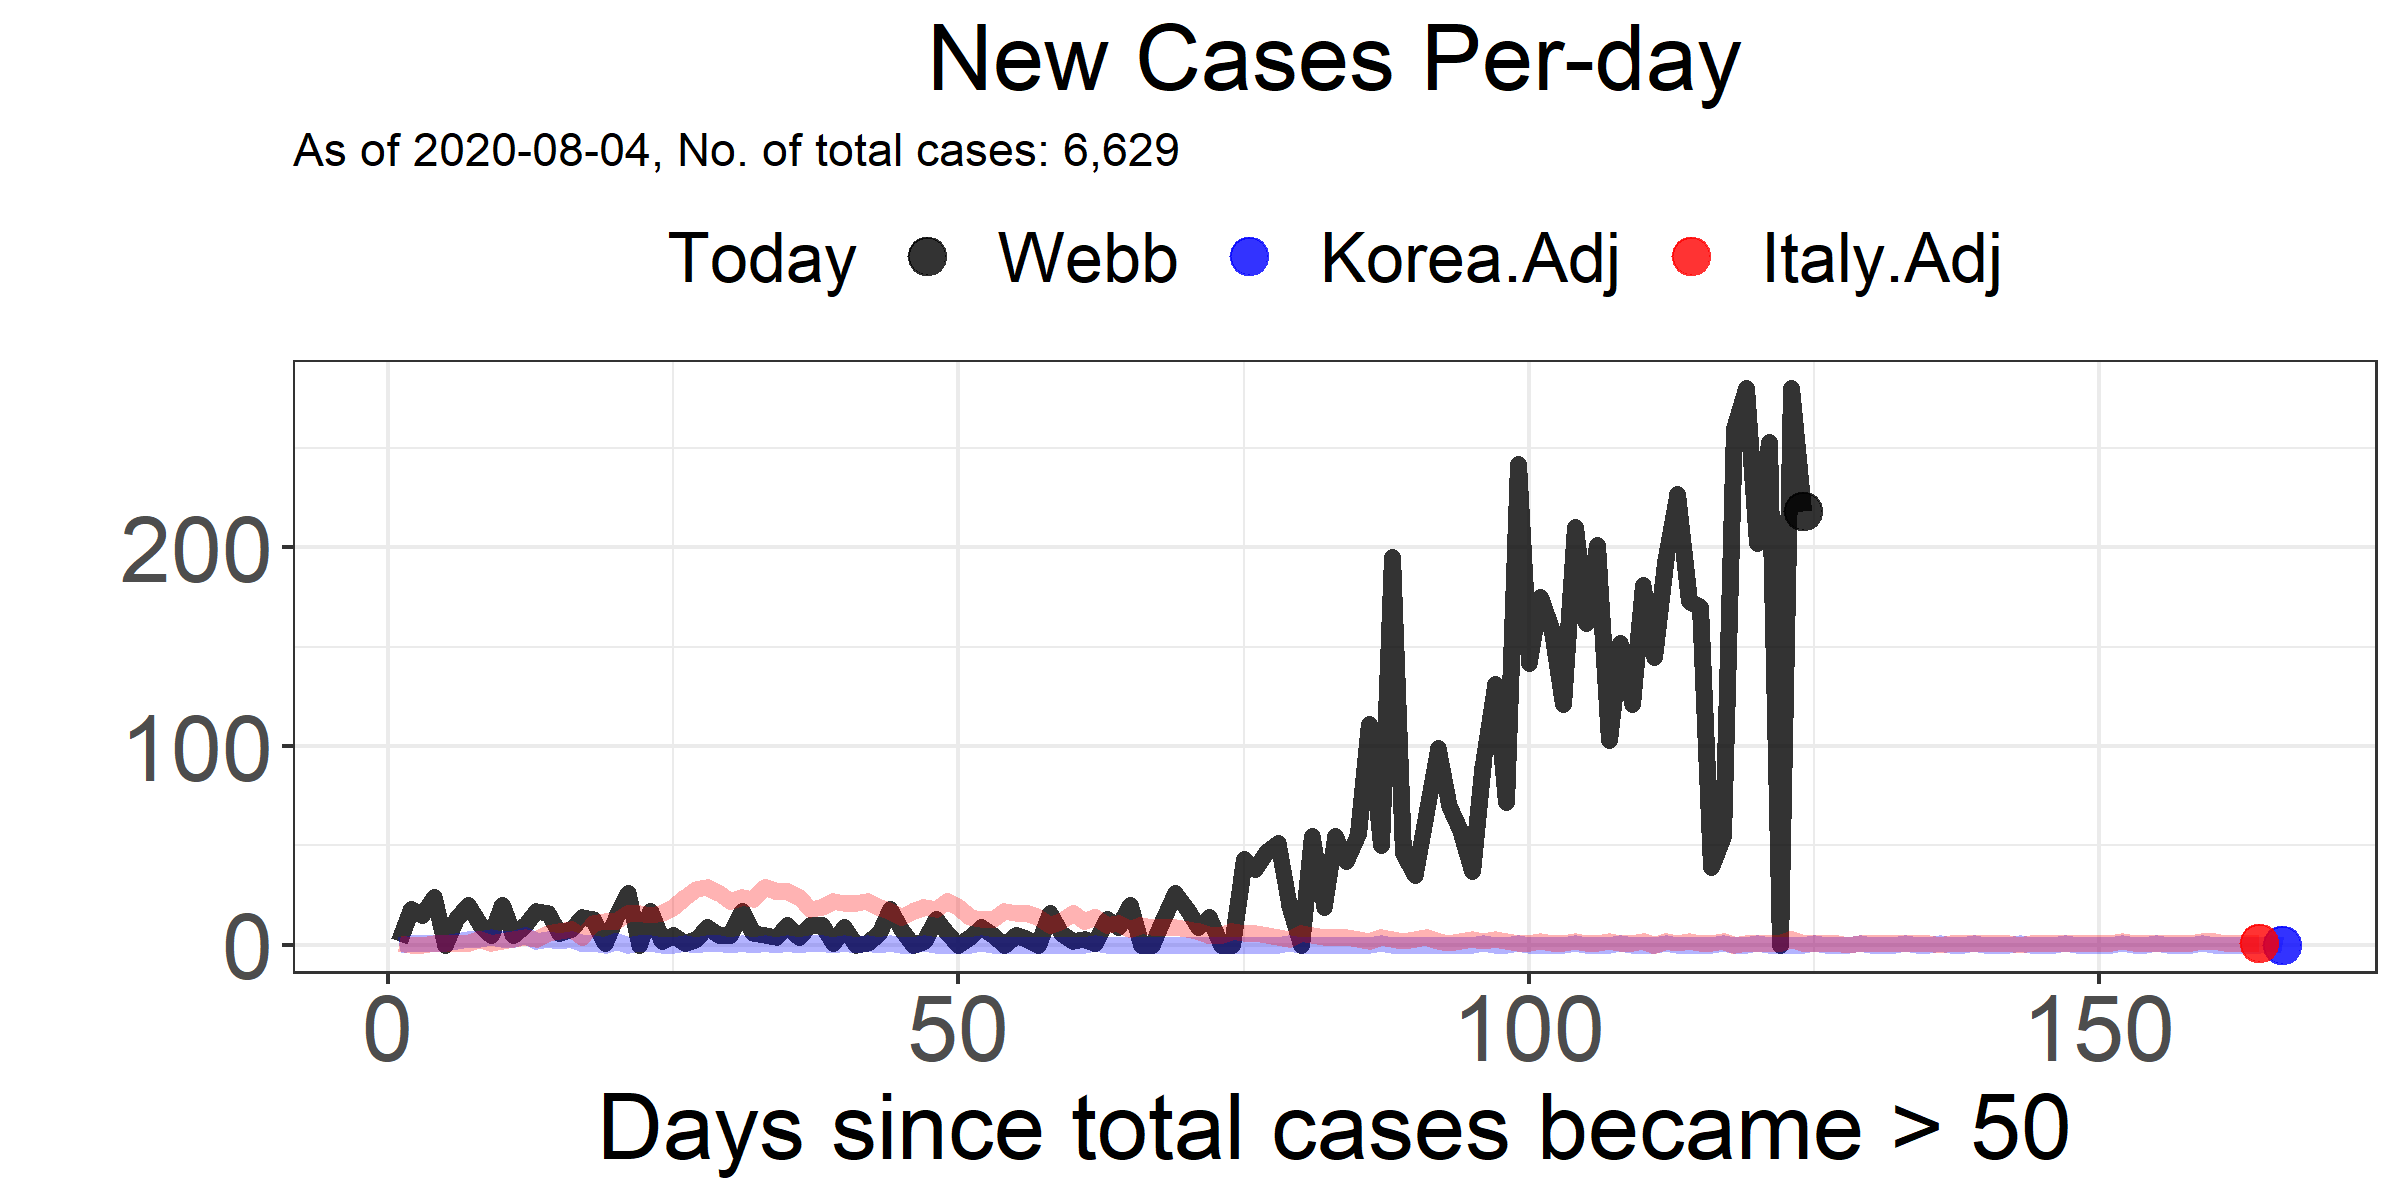 New Cases Per-day
As of 2020-08-04, No. of total cases: 6,629
Today Webb Korea.Adj Italy.Adj
200
100
0
0 50 100 150
Days since total cases became > 50